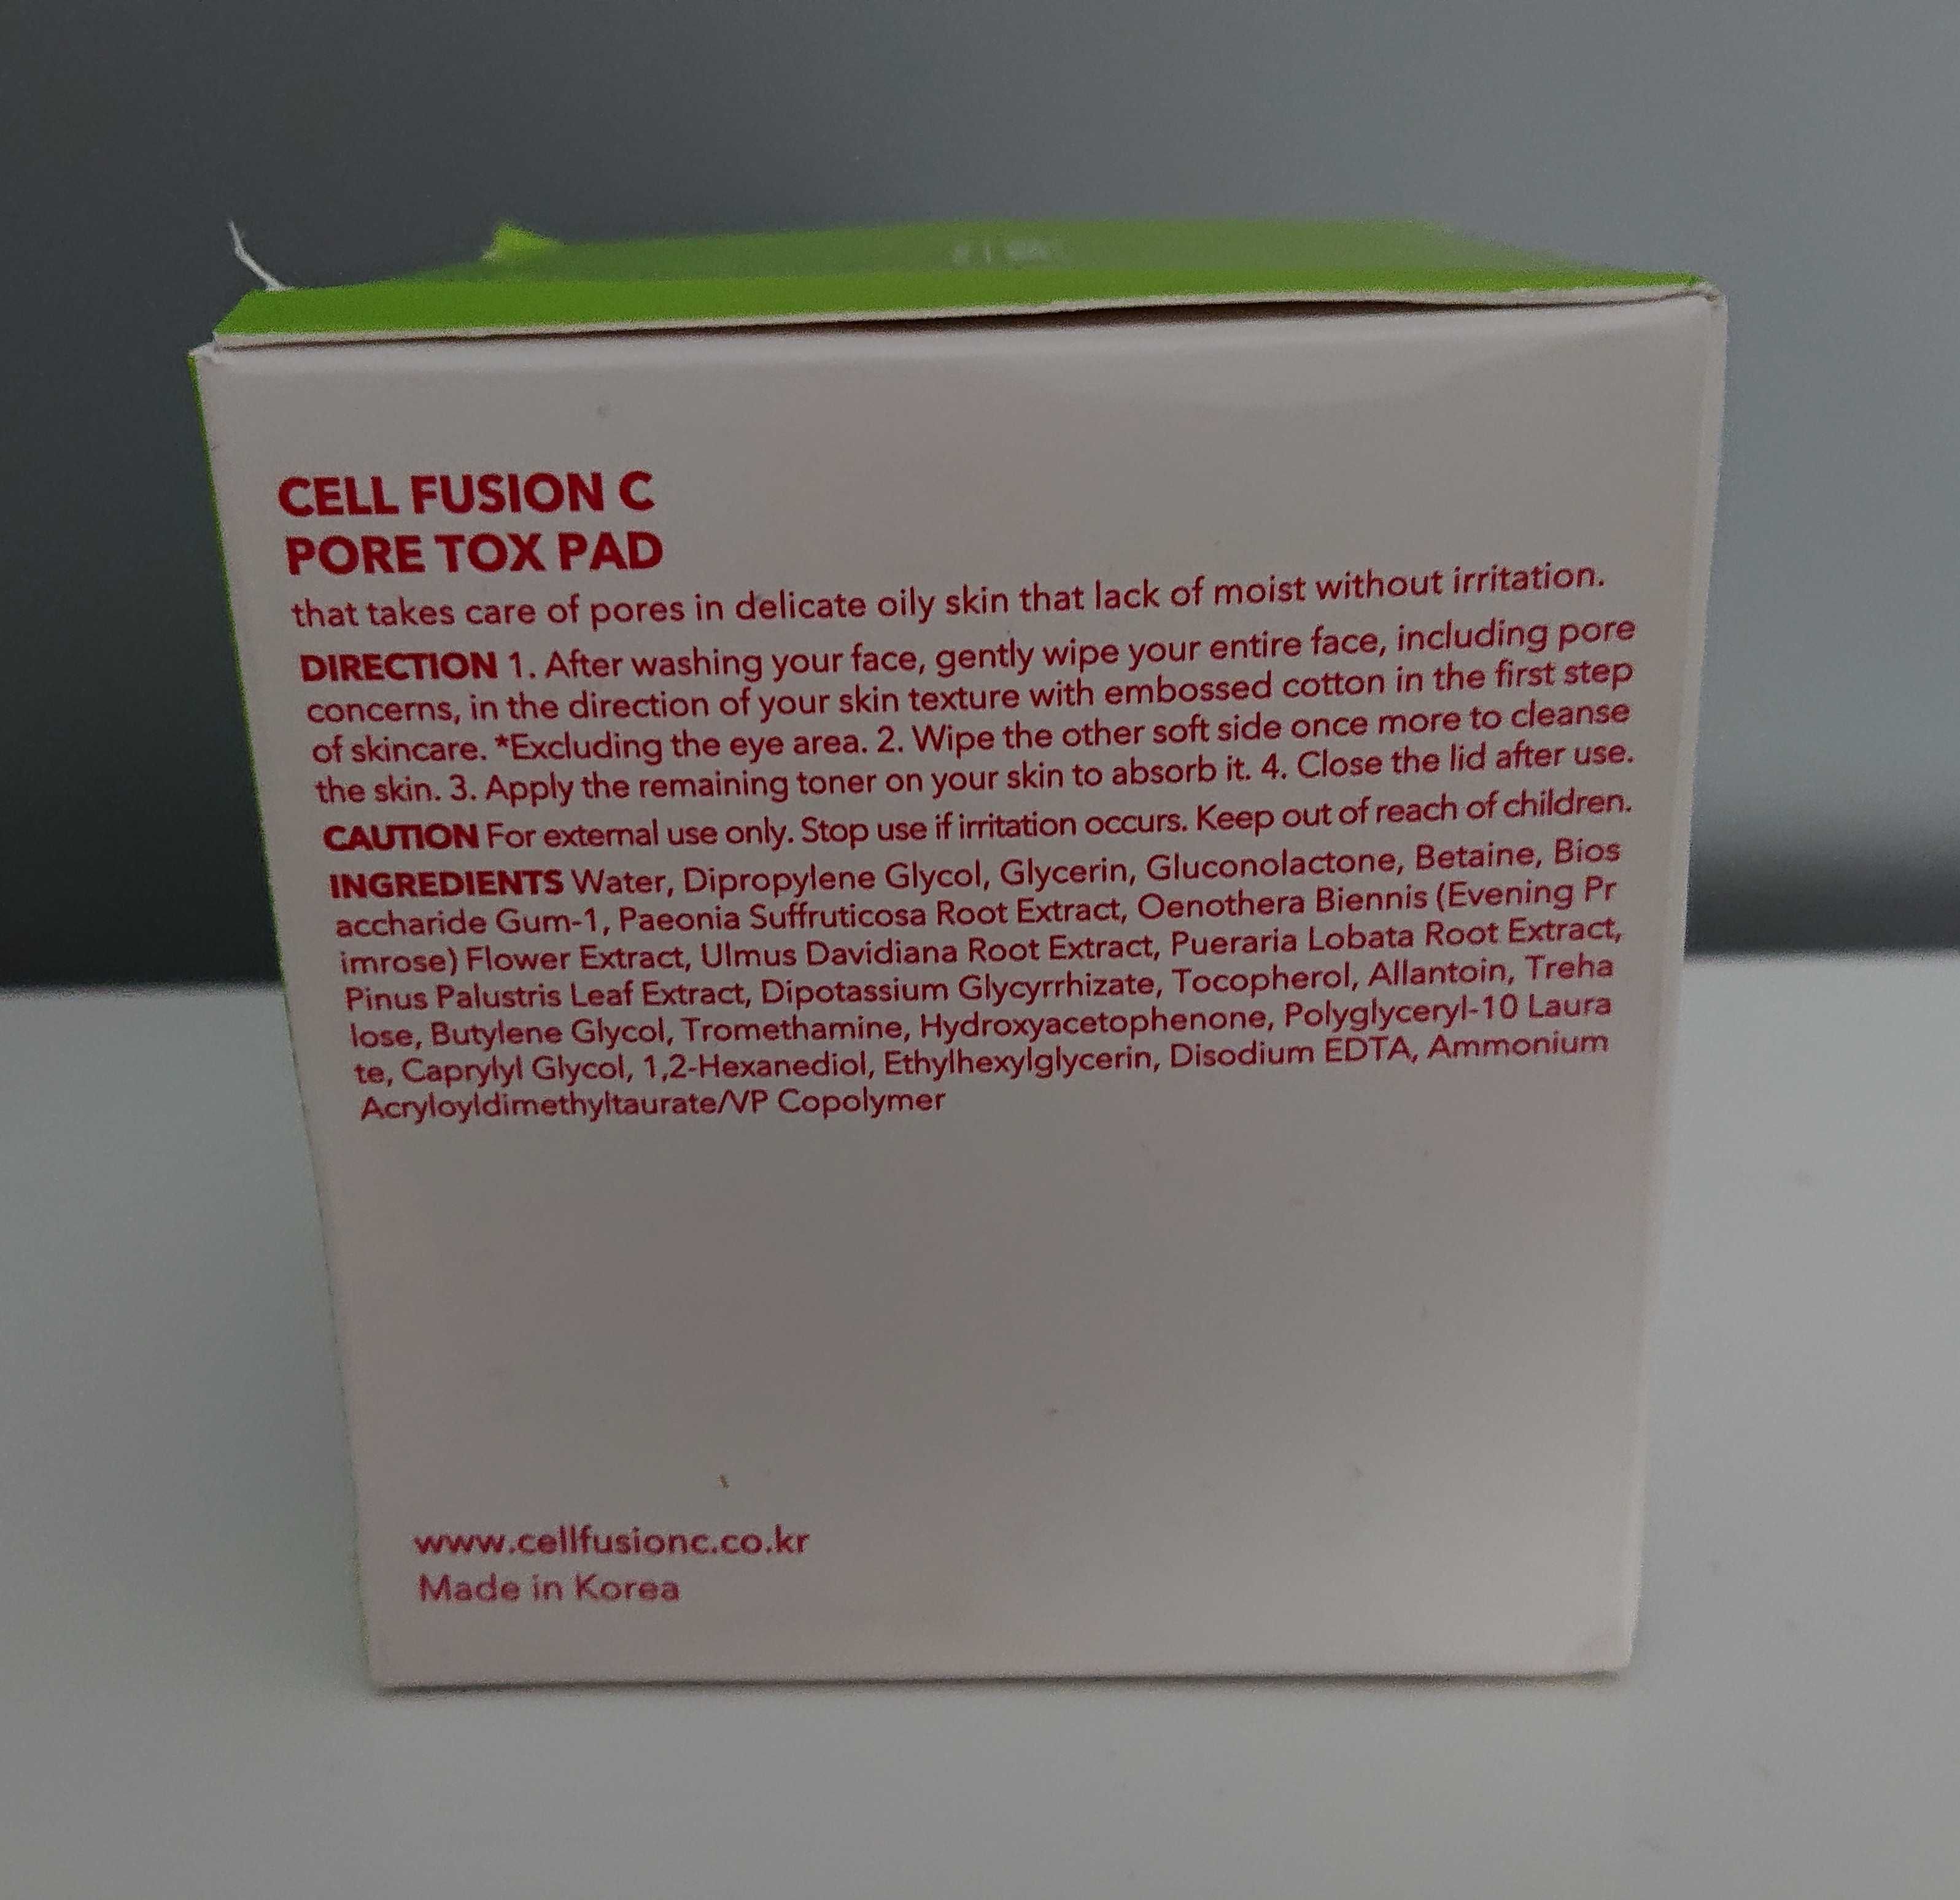 CELL FUSION C
PORE TOX PAD
that takes care of pores in delicate oily skin that lack of moist without irritation.
DIRECTION 1. After washing your face, gently wipe your entire face, including pore
concerns, in the direction of your skin texture with embossed cotton in the first step
of skincare. *Excluding the eye area. 2. Wipe the other soft side once more to cleanse
the skin. 3. Apply the remaining toner on your skin to absorb it. 4. Close the lid after use.
CAUTION For external use only. Stop use if irritation occurs. Keep out of reach of children.
INGREDIENTS Water, Dipropylene Glycol, Glycerin, Gluconolactone, Betaine, Bios
accharide Gum-1, Paeonia Suffruticosa Root Extract, Oenothera Biennis (Evening Pr
imrose) Flower Extract, Ulmus Davidiana Root Extract, Pueraria Lobata Root Extract,
Pinus Palustris Leaf Extract, Dipotassium Glycyrrhizate, Tocopherol, Allantoin, Treha
lose, Butylene Glycol, Tromethamine, Hydroxyacetophenone, Polyglyceryl-10 Laura
te, Caprylyl Glycol, 1,2-Hexanediol, Ethylhexylglycerin, Disodium EDTA, Ammonium
Acryloyldimethyltaurate/VP Copolymer
www.cellfusionc.co.kr
Made in Korea